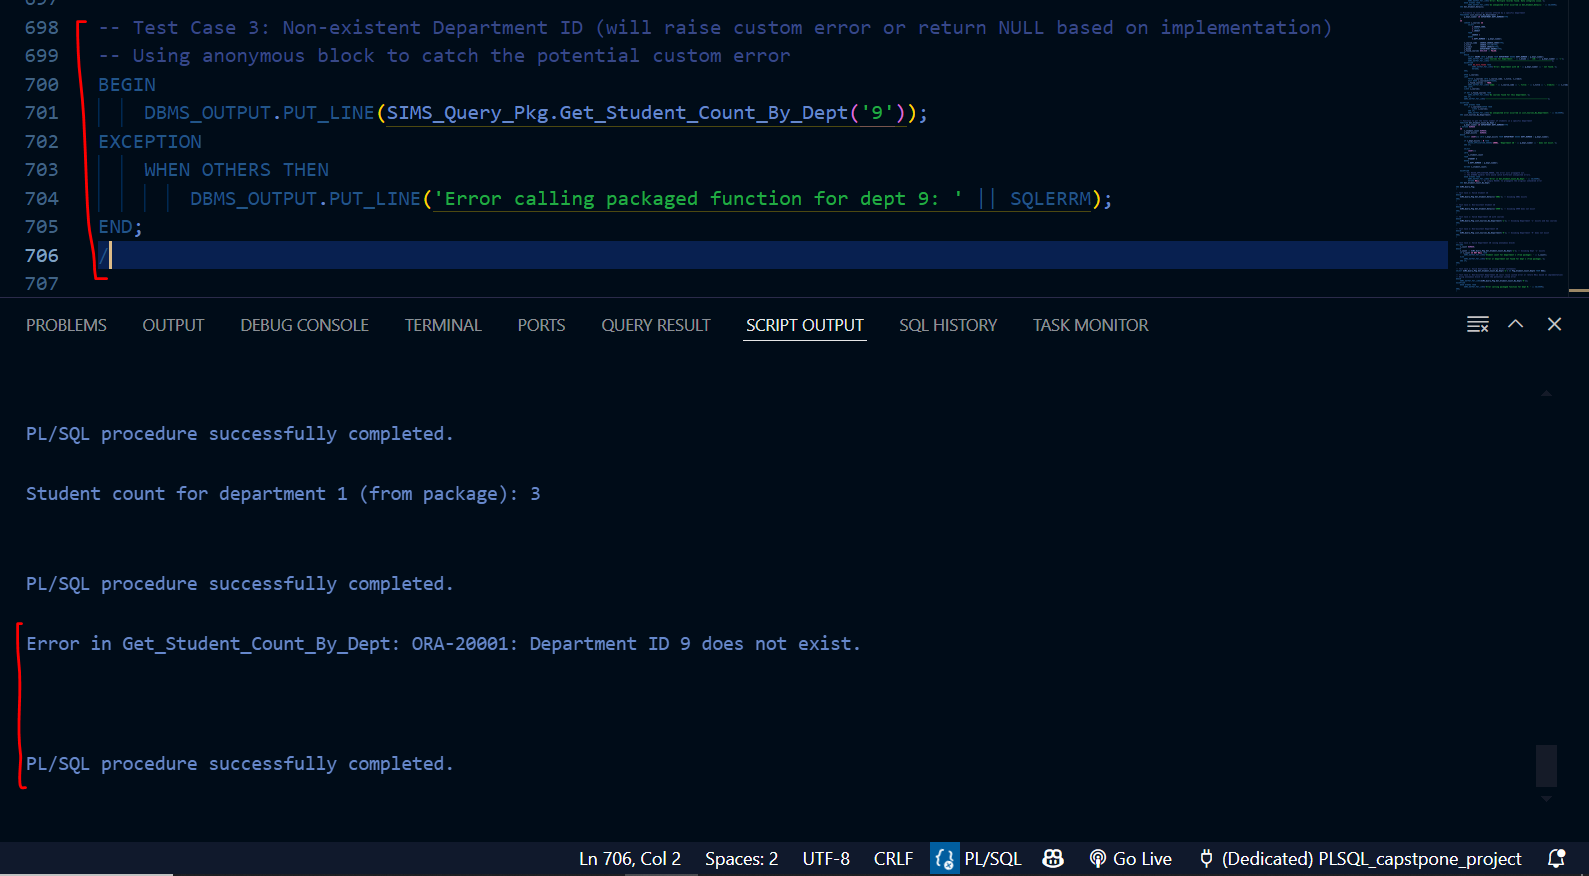 697
698 -- Test Case 3: Non-existent Department ID (will raise custom error or return NULL based on implementation)
699 -- Using anonymous block to catch the potential custom error
700 BEGIN
701 DBMS_OUTPUT.PUT_LINE(SIMS_Query_Pkg.Get_Student_Count_By_Dept('9'));
702 EXCEPTION
703 WHEN OTHERS THEN
704 DBMS_OUTPUT.PUT_LINE('Error calling packaged function for dept 9: ' || SQLERRM);
705 END;
706 /
707
PROBLEMS OUTPUT DEBUG CONSOLE TERMINAL PORTS QUERY RESULT SCRIPT OUTPUT SQL HISTORY TASK MONITOR
PL/SQL procedure successfully completed.
Student count for department 1 (from package): 3
PL/SQL procedure successfully completed.
Error in Get_Student_Count_By_Dept: ORA-20001: Department ID 9 does not exist.
PL/SQL procedure successfully completed.
Ln 706, Col 2 Spaces: 2 UTF-8 CRLF PL/SQL Go Live (Dedicated) PLSQL_capstpone_project